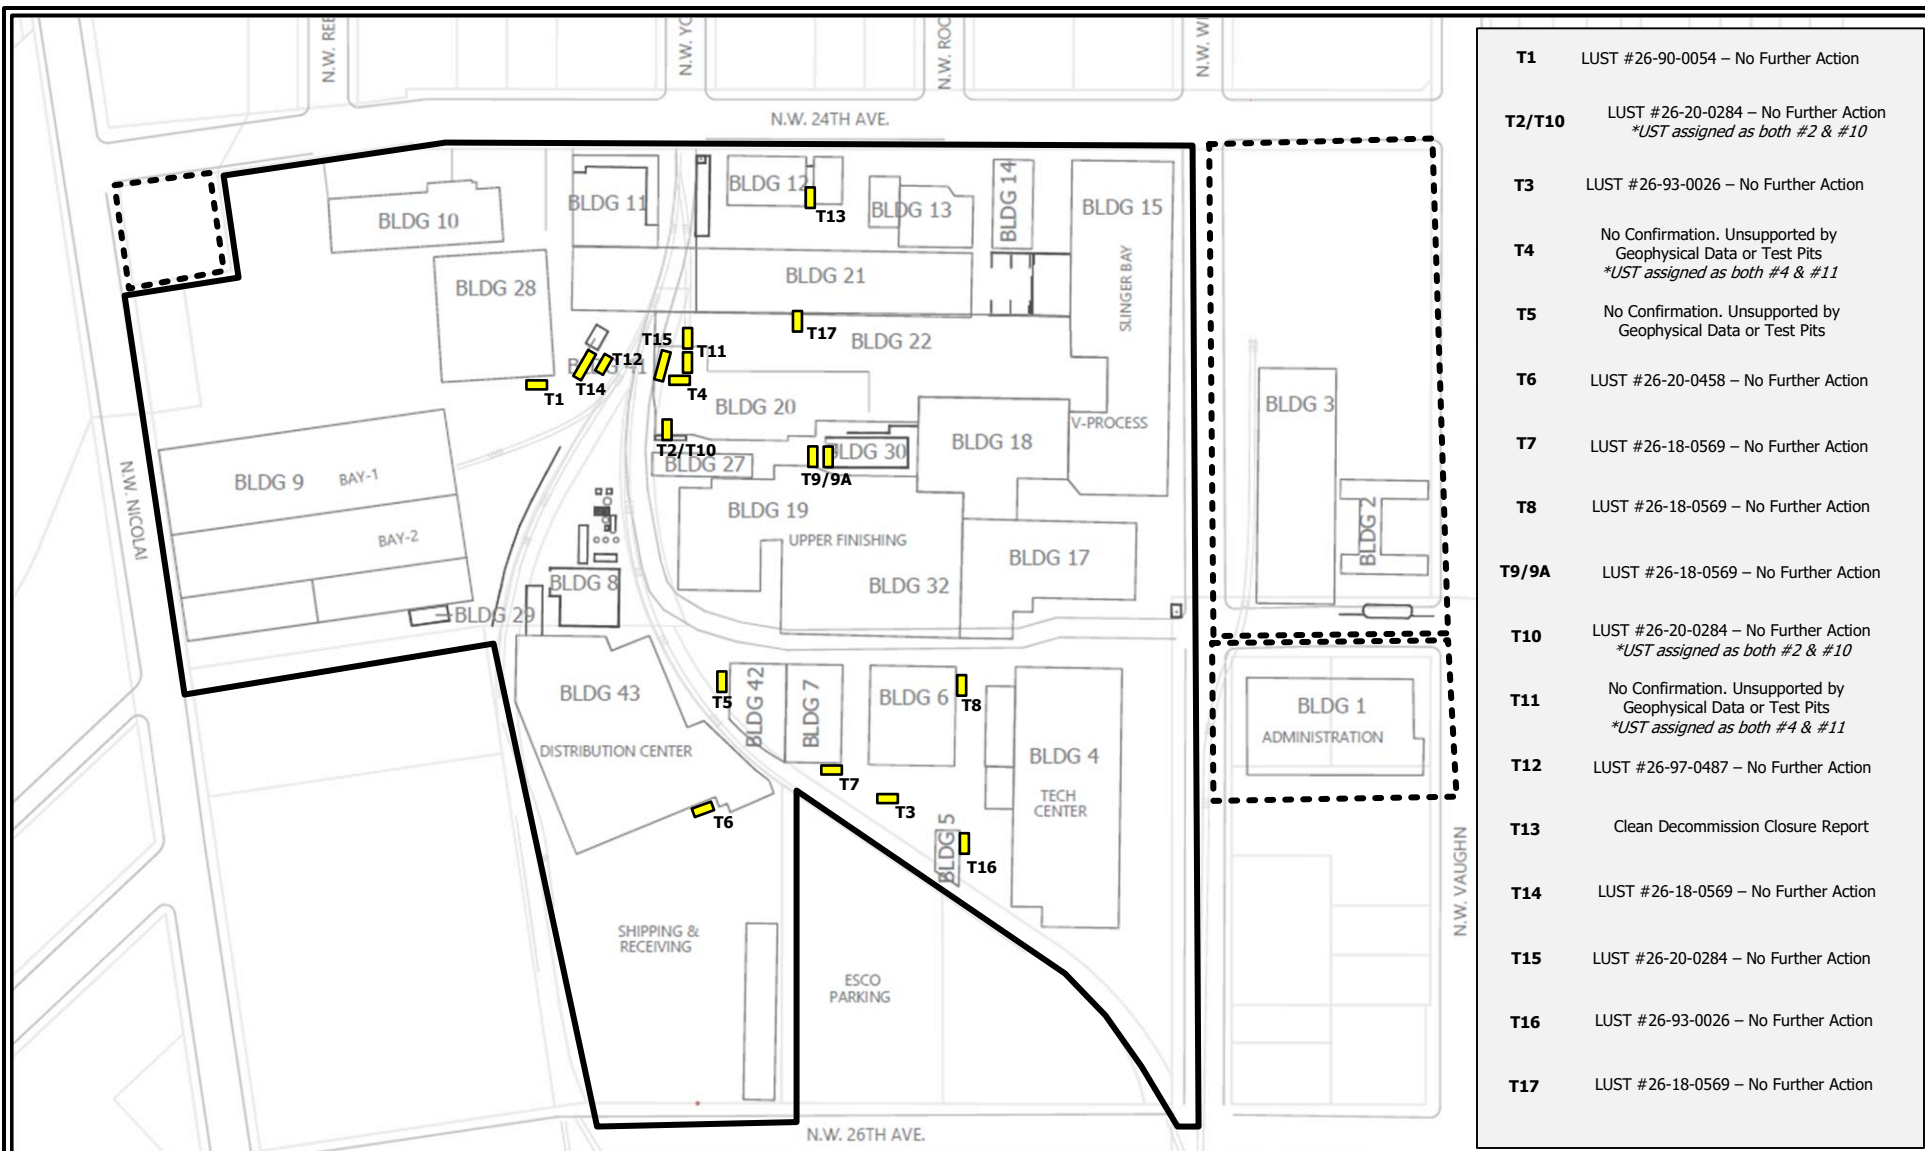 N.W. 24TH AVE.
BLDG 10
BLDG 11
BLDG 12
T13
BLDG 13
BLDG 14
BLDG 15
SLINGER BAY
BLDG 28
BLDG 21
T17
BLDG 22
T15
T11
T12
T14
T4
T1
BLDG 20
T2/T10
BLDG 27
BLDG 30
T9/9A
BLDG 18
V-PROCESS
BLDG 3
BLDG 2
N.W. NICOLAI
BLDG 9
BAY-1
BAY-2
BLDG 29
BLDG 8
BLDG 19
UPPER FINISHING
BLDG 32
BLDG 17
BLDG 43
DISTRIBUTION CENTER
T5
BLDG 42
BLDG 7
BLDG 6
T8
T7
T3
T6
BLDG 5
T16
BLDG 4
TECH
CENTER
BLDG 1
ADMINISTRATION
N.W. VAUGHN
SHIPPING &
RECEIVING
ESCO
PARKING
N.W. 26TH AVE.
T1 LUST #26-90-0054 – No Further Action
T2/T10 LUST #26-20-0284 – No Further Action
*UST assigned as both #2 & #10
T3 LUST #26-93-0026 – No Further Action
T4 No Confirmation. Unsupported by
Geophysical Data or Test Pits
*UST assigned as both #4 & #11
T5 No Confirmation. Unsupported by
Geophysical Data or Test Pits
T6 LUST #26-20-0458 – No Further Action
T7 LUST #26-18-0569 – No Further Action
T8 LUST #26-18-0569 – No Further Action
T9/9A LUST #26-18-0569 – No Further Action
T10 LUST #26-20-0284 – No Further Action
*UST assigned as both #2 & #10
T11 No Confirmation. Unsupported by
Geophysical Data or Test Pits
*UST assigned as both #4 & #11
T12 LUST #26-97-0487 – No Further Action
T13 Clean Decommission Closure Report
T14 LUST #26-18-0569 – No Further Action
T15 LUST #26-20-0284 – No Further Action
T16 LUST #26-93-0026 – No Further Action
T17 LUST #26-18-0569 – No Further Action